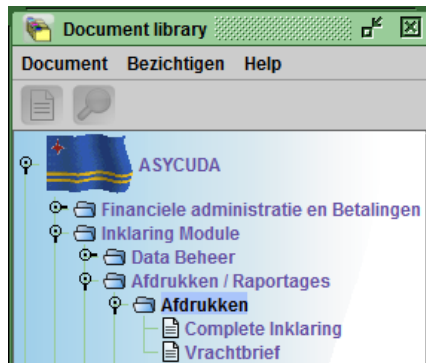 Document library
Document Bezichtigen Help
ASYCUDA
Financiele administratie en Betalingen
Inklaring Module
Data Beheer
Afdrukken / Raportages
Afdrukken
Complete Inklaring
Vrachtbrief